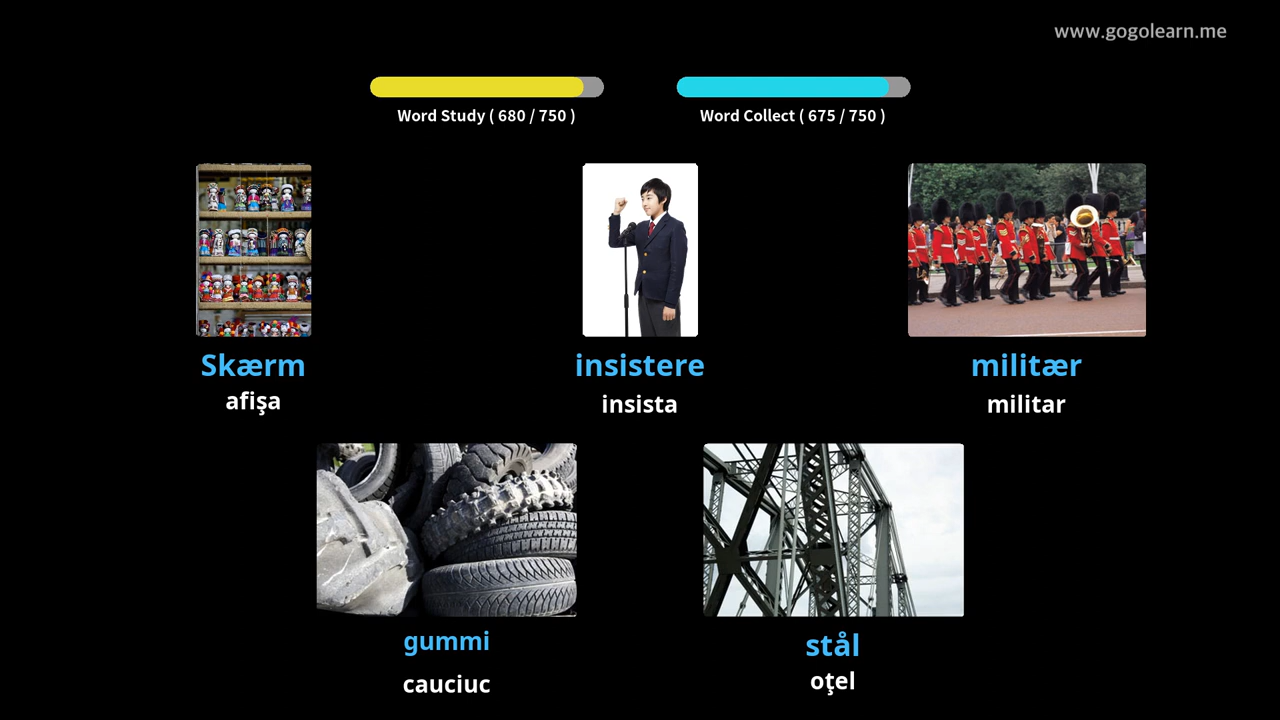 www.gogolearn.me
Word Study ( 680 / 750 )
Word Collect ( 675 / 750 )
Skærm
afişa
insistere
insista
militær
militar
gummi
cauciuc
stål
oţel